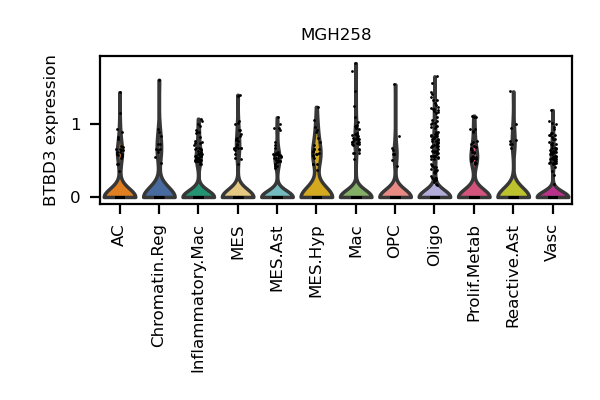 MGH258
BTBD3 expression
1
0
AC
Chromatin.Reg
Inflammatory.Mac
MES
MES.Ast
MES.Hyp
Mac
OPC
Oligo
Prolif.Metab
Reactive.Ast
Vasc